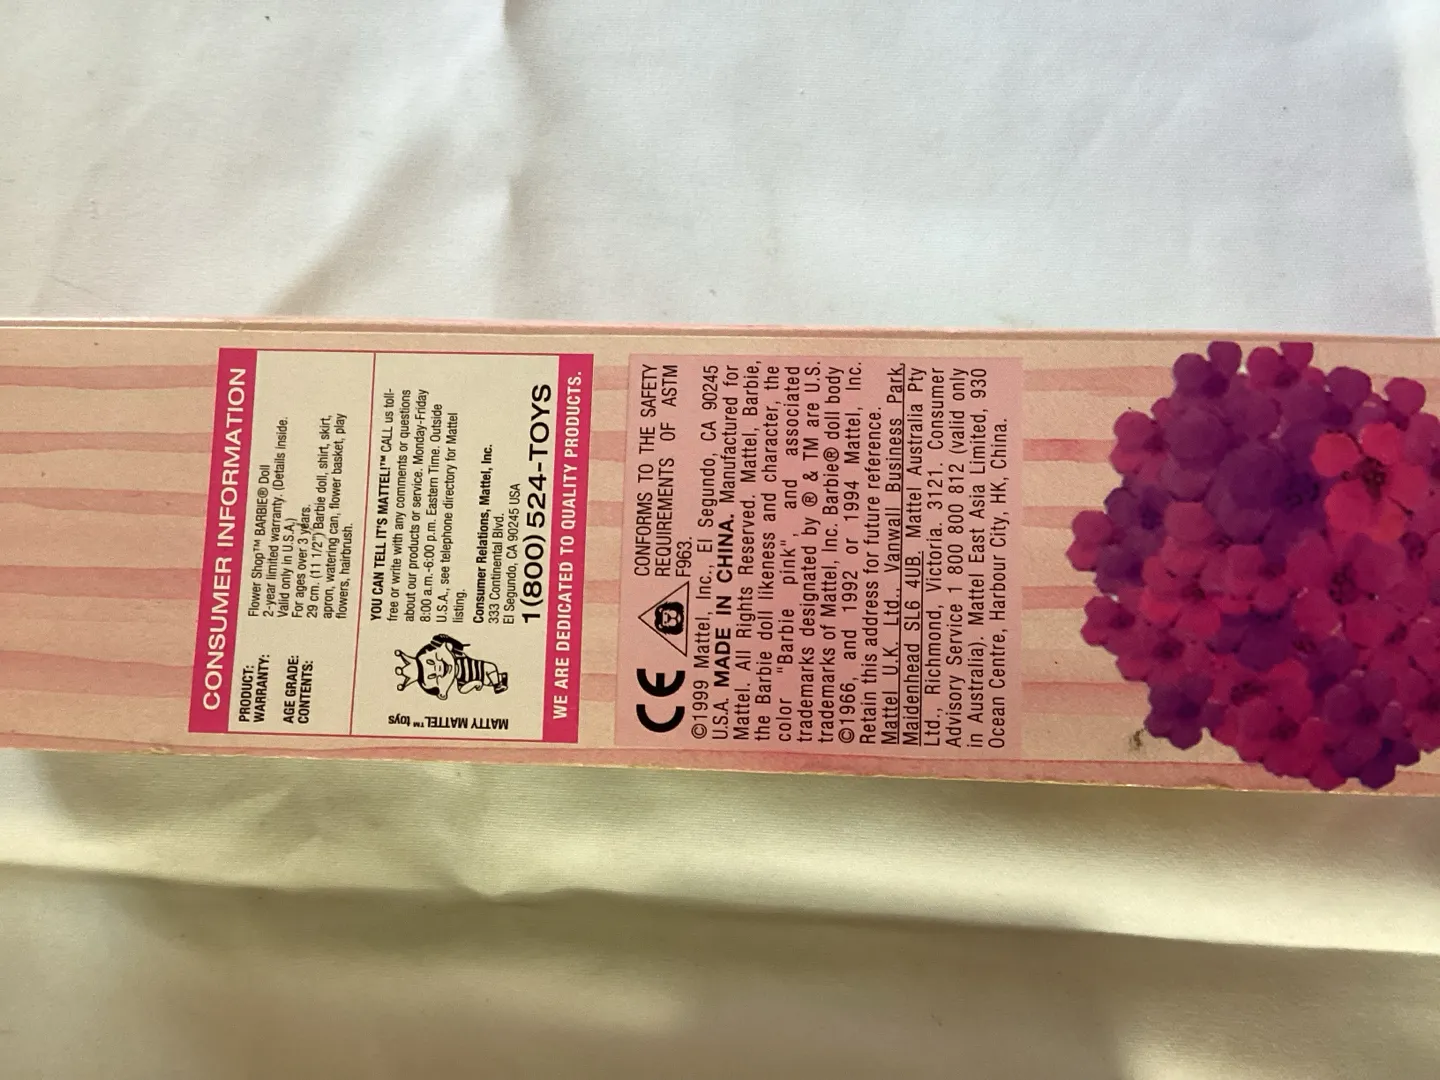 CONSUMER INFORMATION
PRODUCT: Flower Shop™ BARBIE® Doll
WARRANTY: 2-year limited warranty. (Details inside.
Valid only in U.S.A.)
AGE GRADE: For ages over 3 years.
CONTENTS: 29 cm. (11 1/2") Barbie doll, shirt, skirt,
apron, watering can, flower basket, play
flowers, hairbrush.
YOU CAN TELL IT'S MATTEL!™ CALL us toll-
free or write with any comments or questions
about our products or service. Monday-Friday
8:00 a.m.-6:00 p.m. Eastern Time. Outside
U.S.A., see telephone directory for Mattel
listing.
Consumer Relations, Mattel, Inc.
333 Continental Blvd.
El Segundo, CA 90245 USA
1(800) 524-TOYS
MATTY MATTEL™ toys
WE ARE DEDICATED TO QUALITY PRODUCTS.
CE
CONFORMS TO THE SAFETY
REQUIREMENTS OF ASTM
F963.
©1999 Mattel, Inc., El Segundo, CA 90245
U.S.A. MADE IN CHINA. Manufactured for
Mattel. All Rights Reserved. Mattel, Barbie,
the Barbie doll likeness and character, the
color "Barbie pink", and associated
trademarks designated by ® & TM are U.S.
trademarks of Mattel, Inc. Barbie® doll body
©1966, and 1992 or 1994 Mattel, Inc.
Retain this address for future reference.
Mattel U.K. Ltd., Vanwall Business Park,
Maidenhead SL6 4UB. Mattel Australia Pty
Ltd., Richmond, Victoria. 3121. Consumer
Advisory Service 1 800 800 812 (valid only
in Australia). Mattel East Asia Limited, 930
Ocean Centre, Harbour City, HK, China.